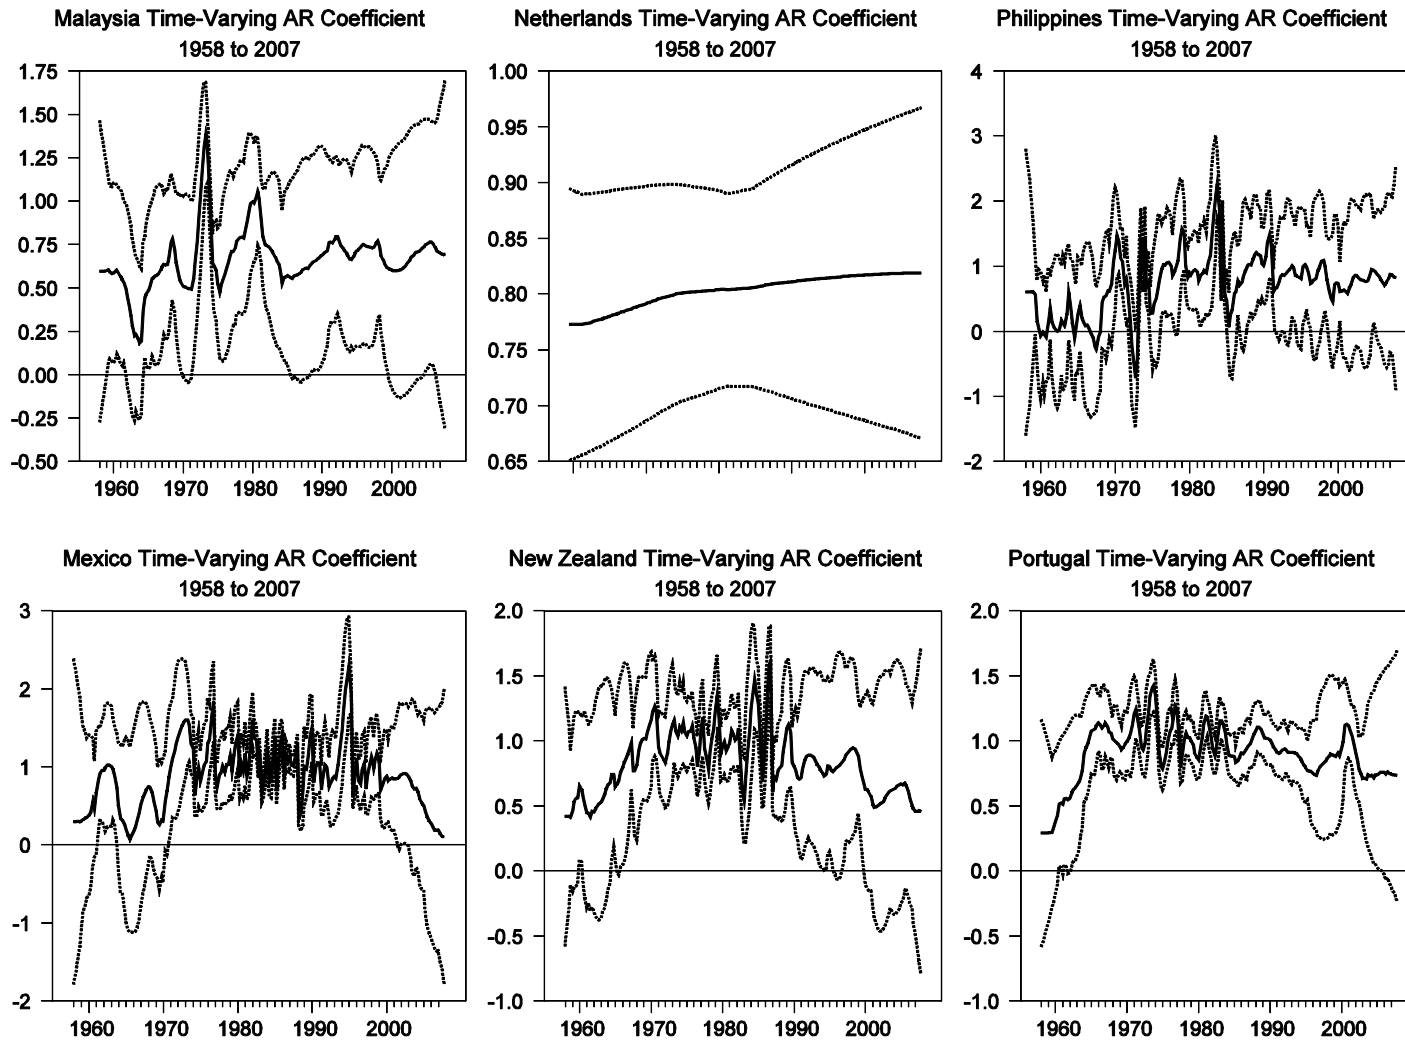 Malaysia Time-Varying AR Coefficient
1958 to 2007
1.75
1.50
1.25
1.00
0.75
0.50
0.25
0.00
-0.25
-0.50
1960 1970 1980 1990 2000
Netherlands Time-Varying AR Coefficient
1958 to 2007
1.00
0.95
0.90
0.85
0.80
0.75
0.70
0.65
Philippines Time-Varying AR Coefficient
1958 to 2007
4
3
2
1
0
-1
-2
1960 1970 1980 1990 2000
Mexico Time-Varying AR Coefficient
1958 to 2007
3
2
1
0
-1
-2
1960 1970 1980 1990 2000
New Zealand Time-Varying AR Coefficient
1958 to 2007
2.0
1.5
1.0
0.5
0.0
-0.5
-1.0
1960 1970 1980 1990 2000
Portugal Time-Varying AR Coefficient
1958 to 2007
2.0
1.5
1.0
0.5
0.0
-0.5
-1.0
1960 1970 1980 1990 2000